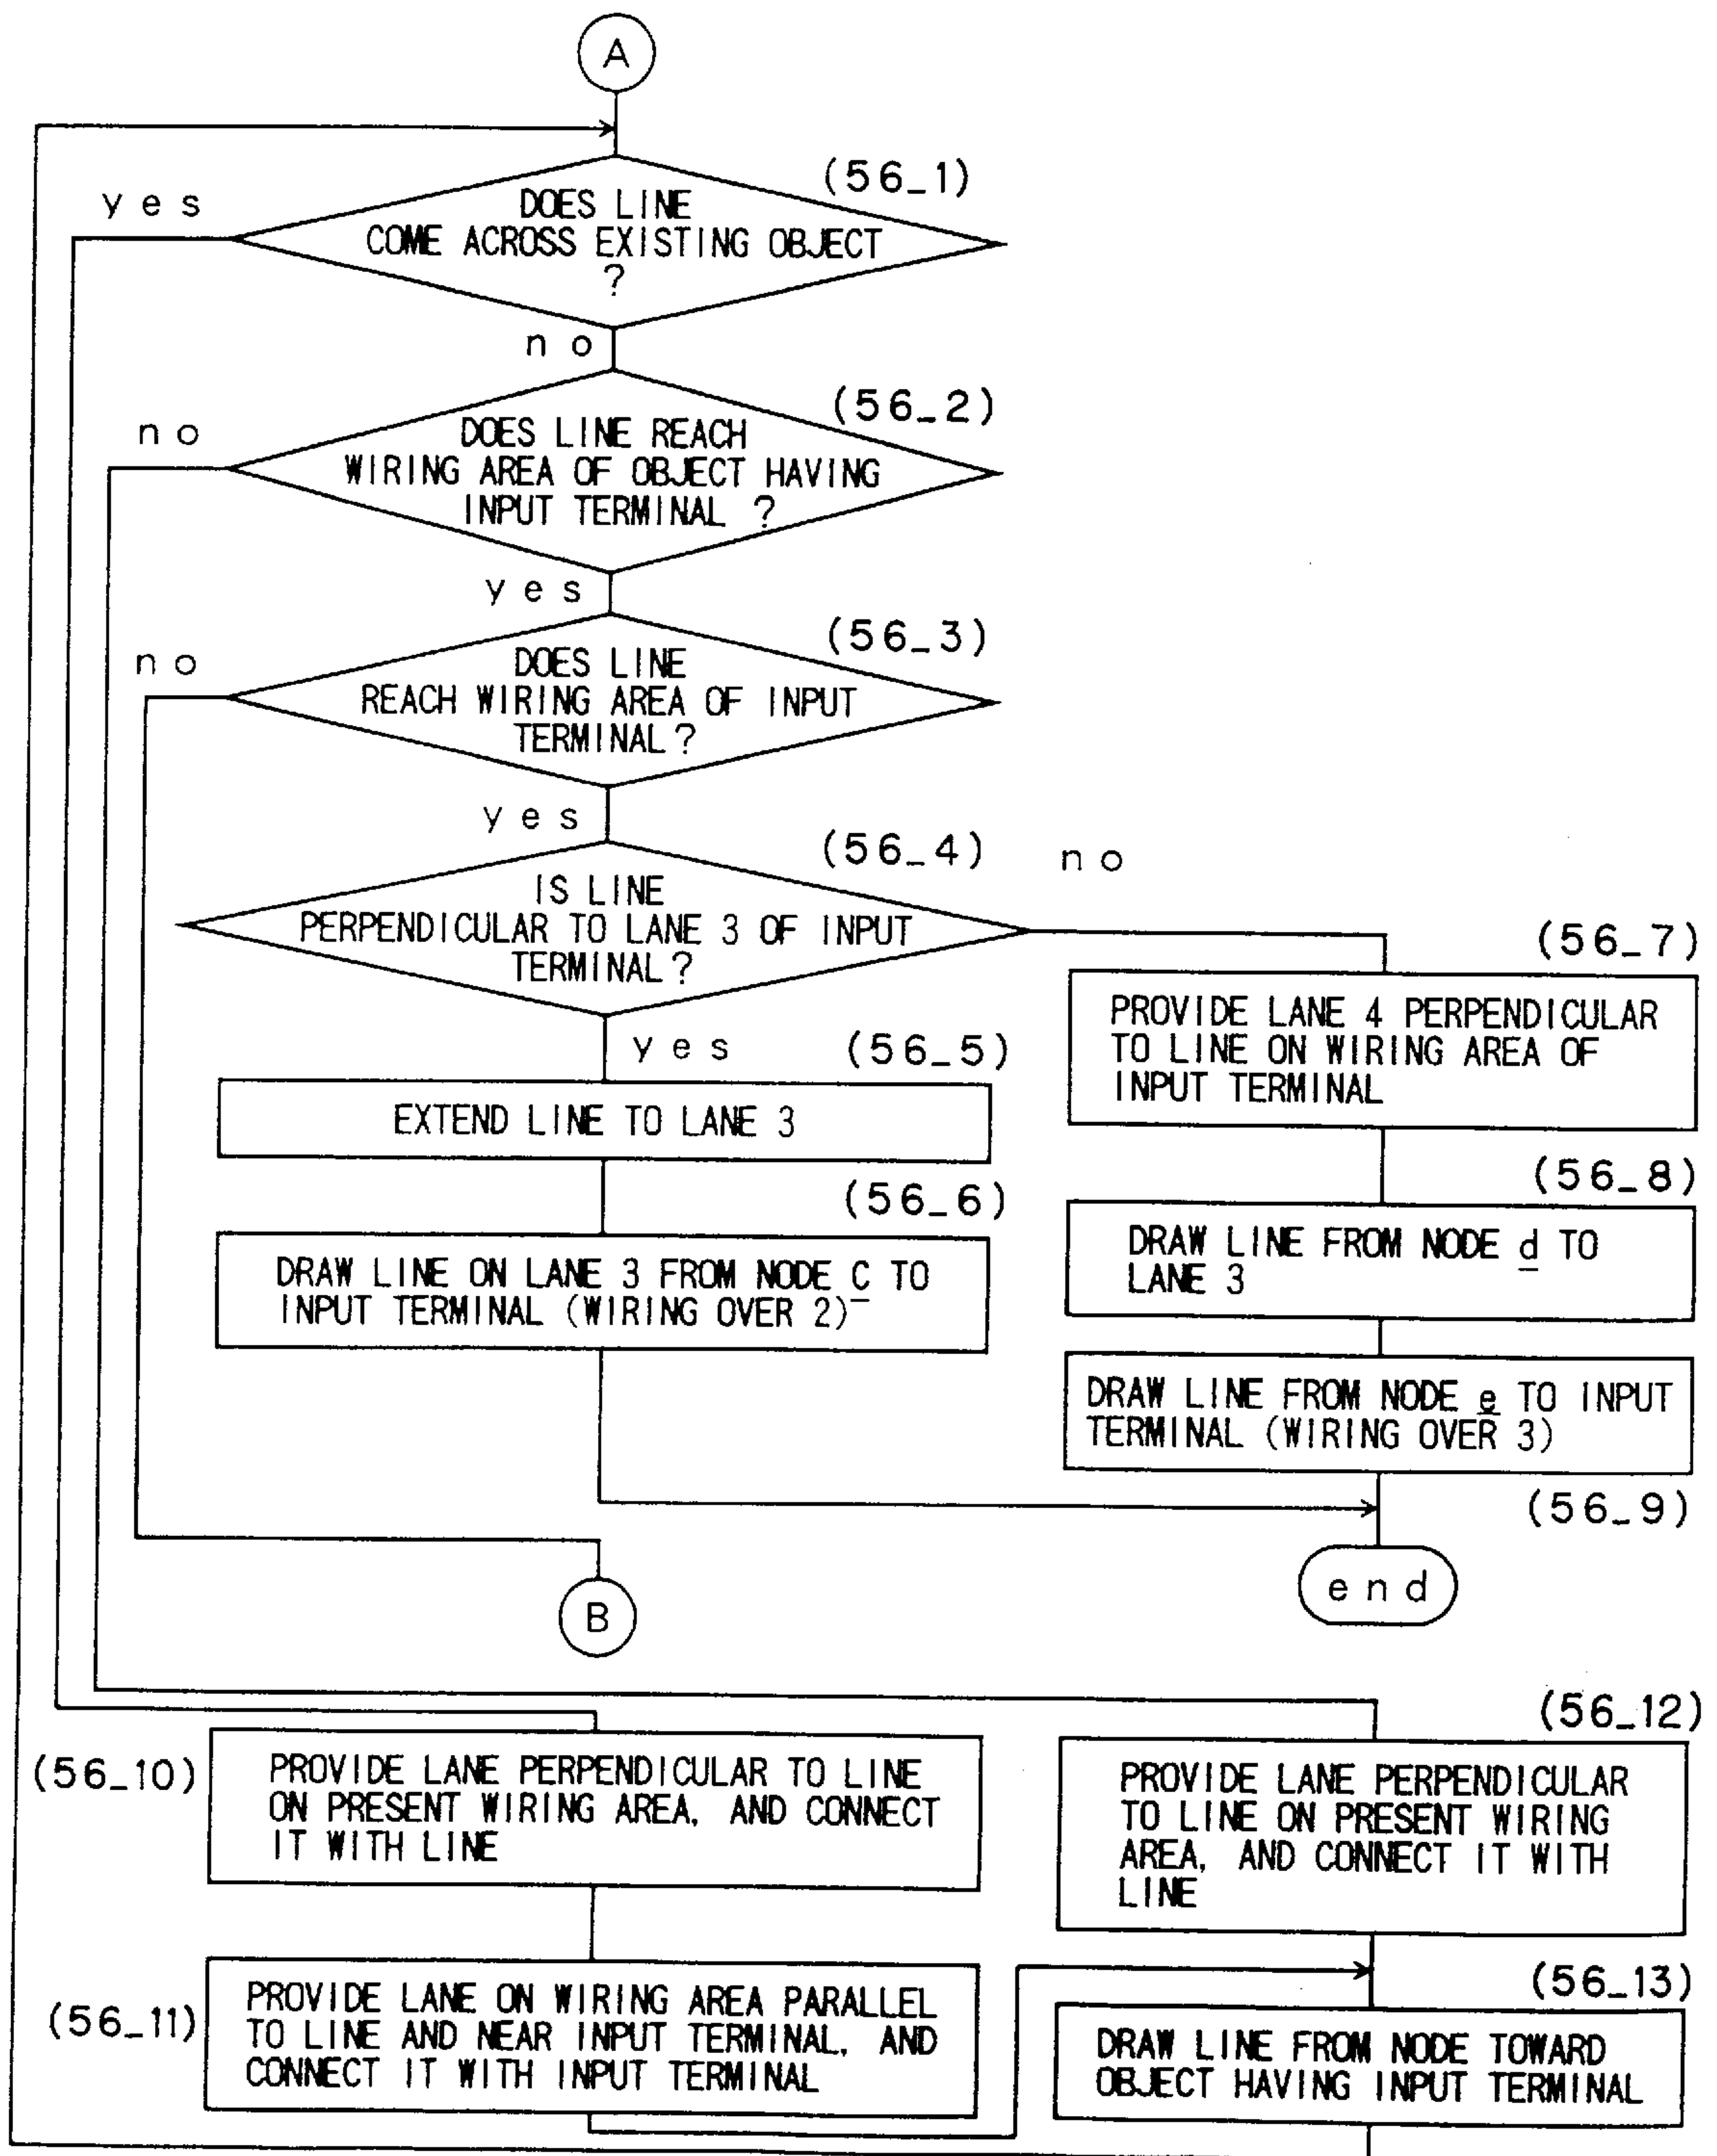 A
(56_1)
yes
DOES LINE
COME ACROSS EXISTING OBJECT
?
no
(56_2)
no
DOES LINE REACH
WIRING AREA OF OBJECT HAVING
INPUT TERMINAL ?
yes
(56_3)
no
DOES LINE
REACH WIRING AREA OF INPUT
TERMINAL?
yes
(56_4)
no
IS LINE
PERPENDICULAR TO LANE 3 OF INPUT
TERMINAL?
yes
(56_5)
EXTEND LINE TO LANE 3
(56_6)
DRAW LINE ON LANE 3 FROM NODE C TO
INPUT TERMINAL (WIRING OVER 2)
(56_7)
PROVIDE LANE 4 PERPENDICULAR
TO LINE ON WIRING AREA OF
INPUT TERMINAL
(56_8)
DRAW LINE FROM NODE d TO
LANE 3
DRAW LINE FROM NODE e TO INPUT
TERMINAL (WIRING OVER 3)
(56_9)
end
B
(56_10)
PROVIDE LANE PERPENDICULAR TO LINE
ON PRESENT WIRING AREA, AND CONNECT
IT WITH LINE
(56_11)
PROVIDE LANE ON WIRING AREA PARALLEL
TO LINE AND NEAR INPUT TERMINAL, AND
CONNECT IT WITH INPUT TERMINAL
(56_12)
PROVIDE LANE PERPENDICULAR
TO LINE ON PRESENT WIRING
AREA, AND CONNECT IT WITH
LINE
(56_13)
DRAW LINE FROM NODE TOWARD
OBJECT HAVING INPUT TERMINAL